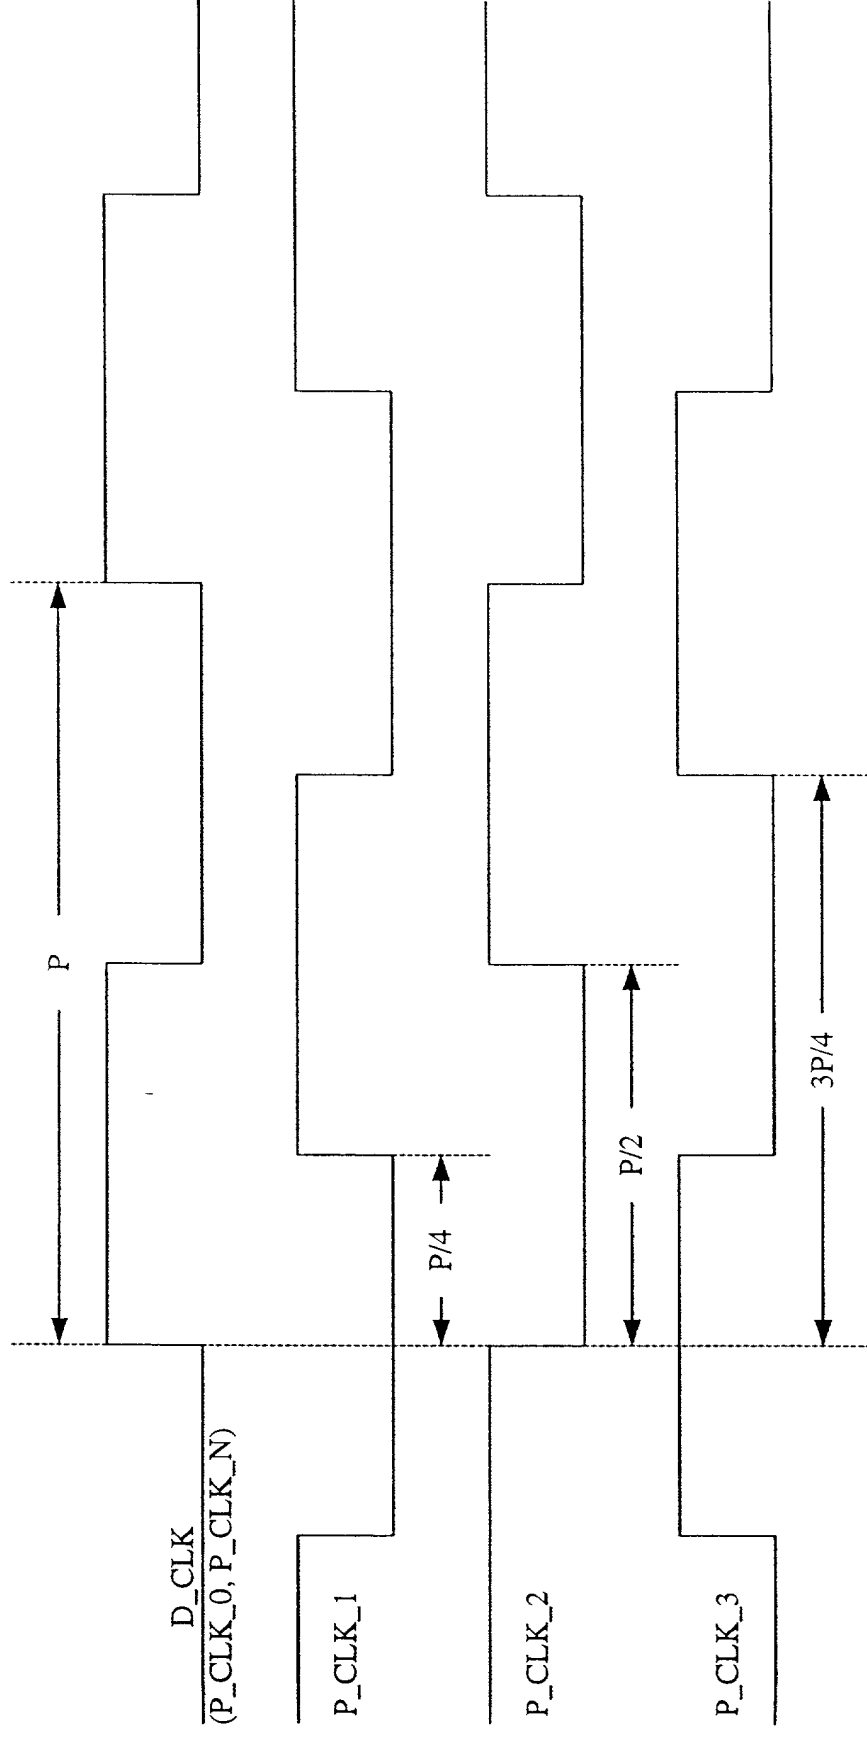 P
D_CLK
(P_CLK_0, P_CLK_N)
P_CLK_1
P/4
P_CLK_2
P/2
P_CLK_3
3P/4